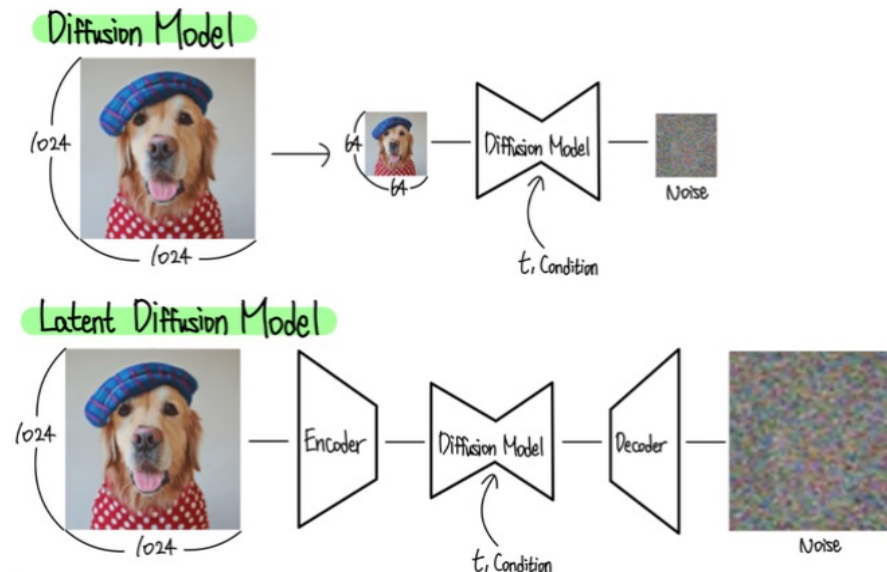 Diffusion Model
1024
1024
64
64
Diffusion Model
t, Condition
Noise
Latent Diffusion Model
1024
1024
Encoder
Diffusion Model
t, Condition
Decoder
Noise